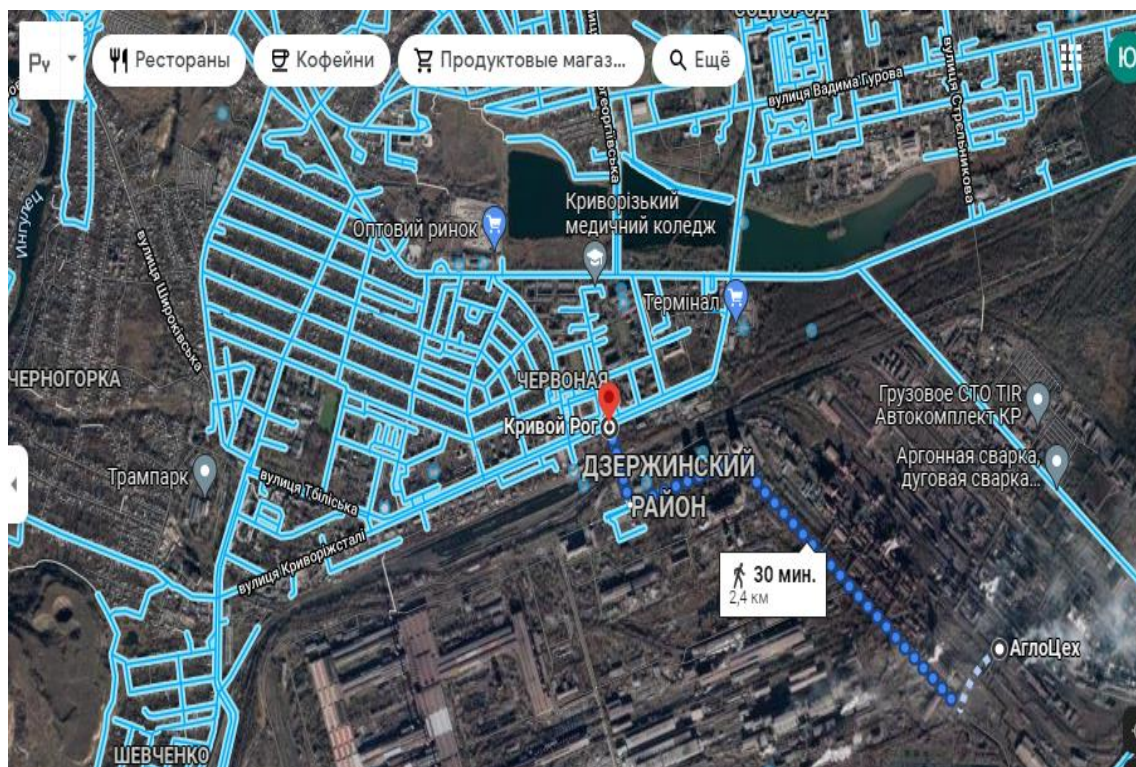 СОЦГОРОД
Ру
Рестораны
Кофейни
Продуктовые магаз...
Ещё
Ю
вулиця Вадима Гурова
вулиця Стрельникова
Ингулец
вулиця Широківська
Криворізький
медичний коледж
Оптовий ринок
Термінал
ЧЕРНОГОРКА
ЧЕРВОНАЯ
Кривой Рог
Грузовое СТО TIR
Автокомплект КР
Аргонная сварка,
дуговая сварка...
ДЗЕРЖИНСКИЙ
РАЙОН
Трампарк
вулиця Тбіліська
вулиця Криворіжсталі
30 мин.
2,4 км
АглоЦех
ШЕВЧЕНКО